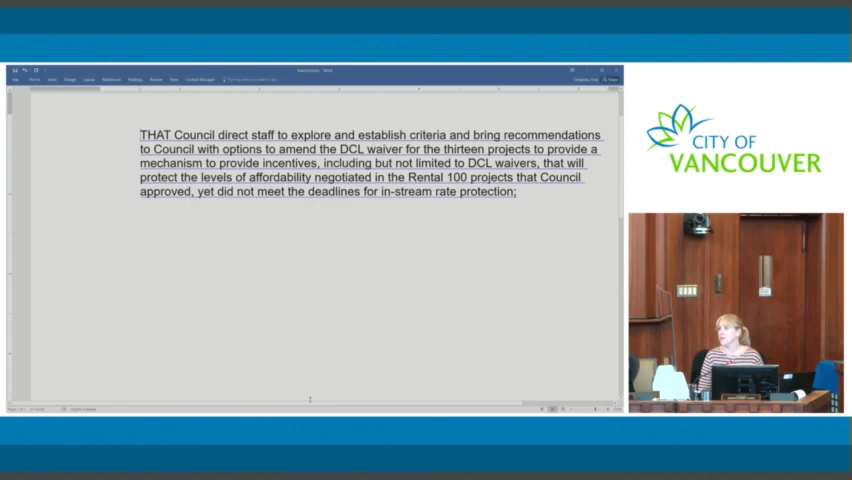 THAT Council direct staff to explore and establish criteria and bring recommendations
to Council with options to amend the DCL waiver for the thirteen projects to provide a
mechanism to provide incentives, including but not limited to DCL waivers, that will
protect the levels of affordability negotiated in the Rental 100 projects that Council
approved, yet did not meet the deadlines for in-stream rate protection;
CITY OF
VANCOUVER